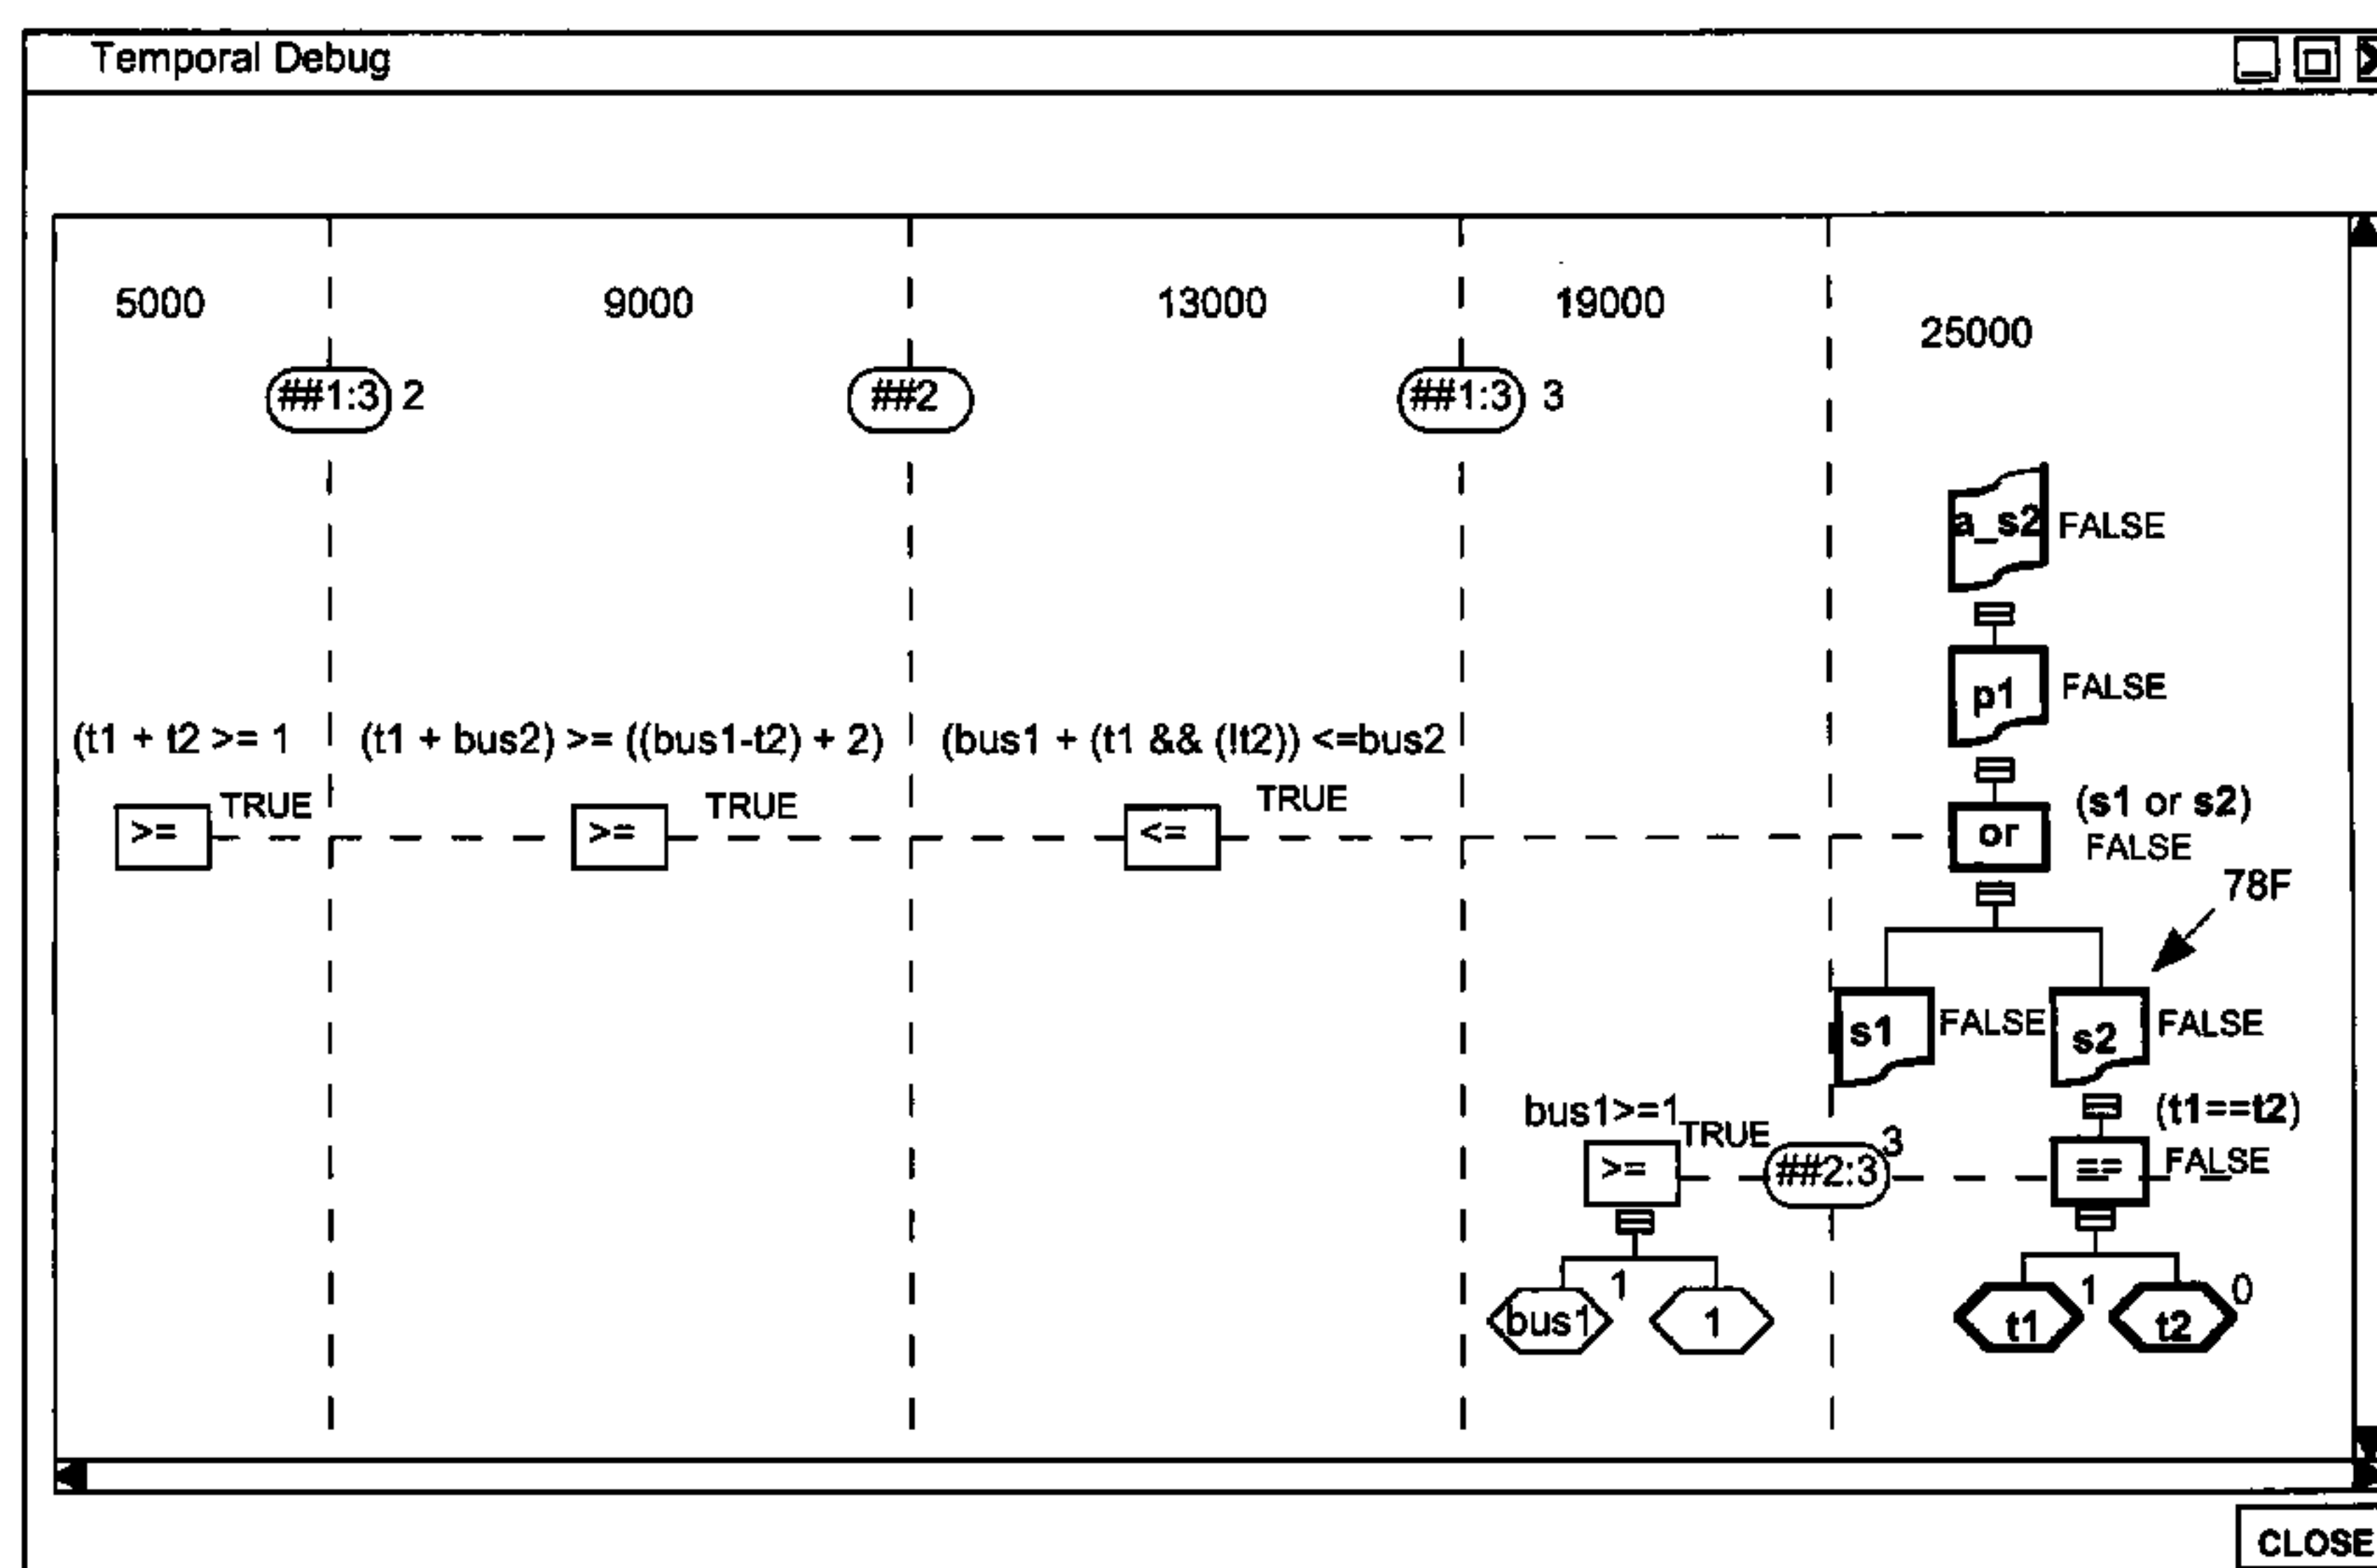 Temporal Debug
5000 9000 13000 19000 25000
##1:3 2 ##2 ##1:3 3
a_s2 FALSE
p1 FALSE
(t1 + t2 >= 1 (t1 + bus2) >= ((bus1-t2) + 2) (bus1 + (t1 && (!t2)) <=bus2
>= TRUE >= TRUE <= TRUE or (s1 or s2)
FALSE
78F
s1 FALSE s2 FALSE
bus1>=1 (t1==t2)
>= TRUE ##2:3 3 == FALSE
bus1 1 1 t1 1 t2 0
CLOSE